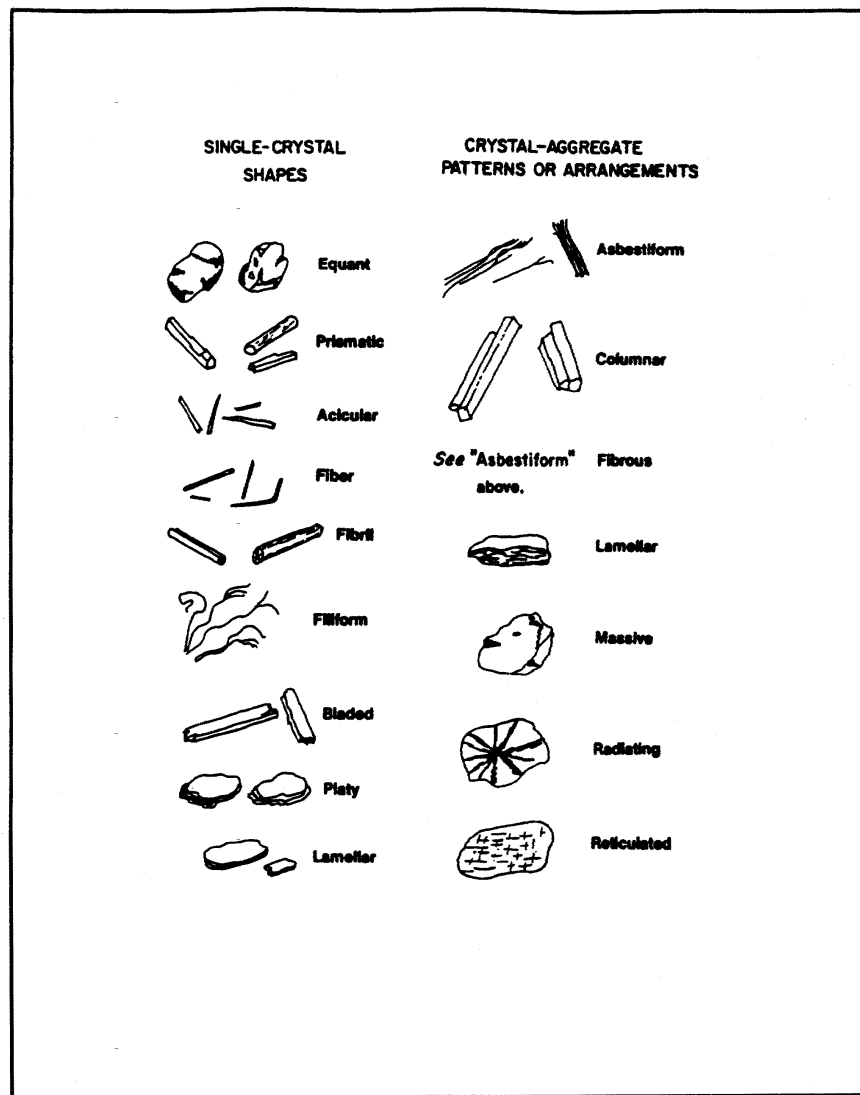 SINGLE-CRYSTAL
SHAPES
Equant
Prismatic
Acicular
Fiber
Fibril
Filiform
Bladed
Platy
Lamellar
CRYSTAL-AGGREGATE
PATTERNS OR ARRANGEMENTS
Asbestiform
Columnar
See "Asbestiform" Fibrous
above.
Lamellar
Massive
Radiating
Reticulated